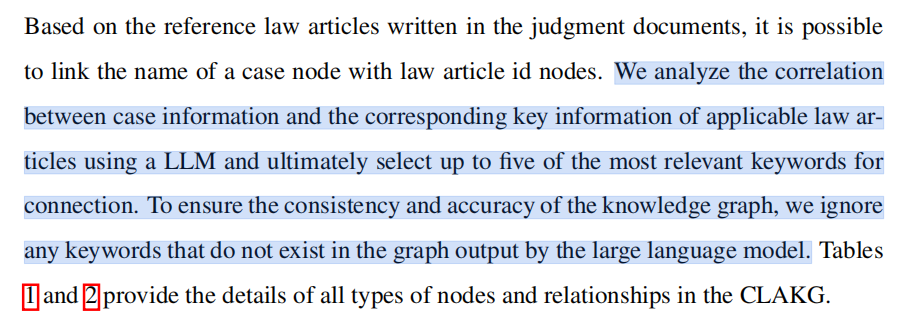 Based on the reference law articles written in the judgment documents, it is possible
to link the name of a case node with law article id nodes. We analyze the correlation
between case information and the corresponding key information of applicable law ar-
ticles using a LLM and ultimately select up to five of the most relevant keywords for
connection. To ensure the consistency and accuracy of the knowledge graph, we ignore
any keywords that do not exist in the graph output by the large language model. Tables
1 and 2 provide the details of all types of nodes and relationships in the CLAKG.